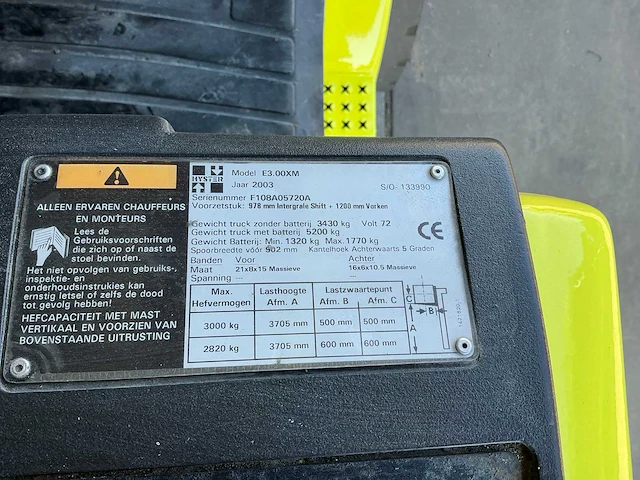 HYSTER
Model E3.00XM
Jaar 2003 S/O- 133990
Serienummer F108A05720A
Voorzetstuk: 978 mm Intergrale Shift + 1200 mm Vorken
ALLEEN ERVAREN CHAUFFEURS
EN MONTEURS
Lees de
Gebruiksvoorschriften
die zich op of naast de
stoel bevinden.
Het niet opvolgen van gebruiks-,
inspektie- en
onderhoudsinstrukies kan
ernstig letsel of zelfs de dood
tot gevolg hebben!
HEFCAPACITEIT MET MAST
VERTIKAAL EN VOORZIEN VAN
BOVENSTAANDE UITRUSTING
Gewicht truck zonder batterij 3430 kg Volt 72
Gewicht truck met batterij 5200 kg
Gewicht Batterij: Min. 1320 kg Max. 1770 kg
Spoorbreedte vóór 902 mm Kantelhoek Achterwaarts 5 Graden
Banden Voor Achter
Maat 21x8x15 Massieve 16x6x10.5 Massieve
Spanning --- ---
Max. Lasthoogte Lastzwaartepunt
Hefvermogen Afm. A Afm. B Afm. C
3000 kg 3705 mm 500 mm 500 mm
2820 kg 3705 mm 600 mm 600 mm
CE
C
B
A